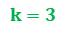 k = 3